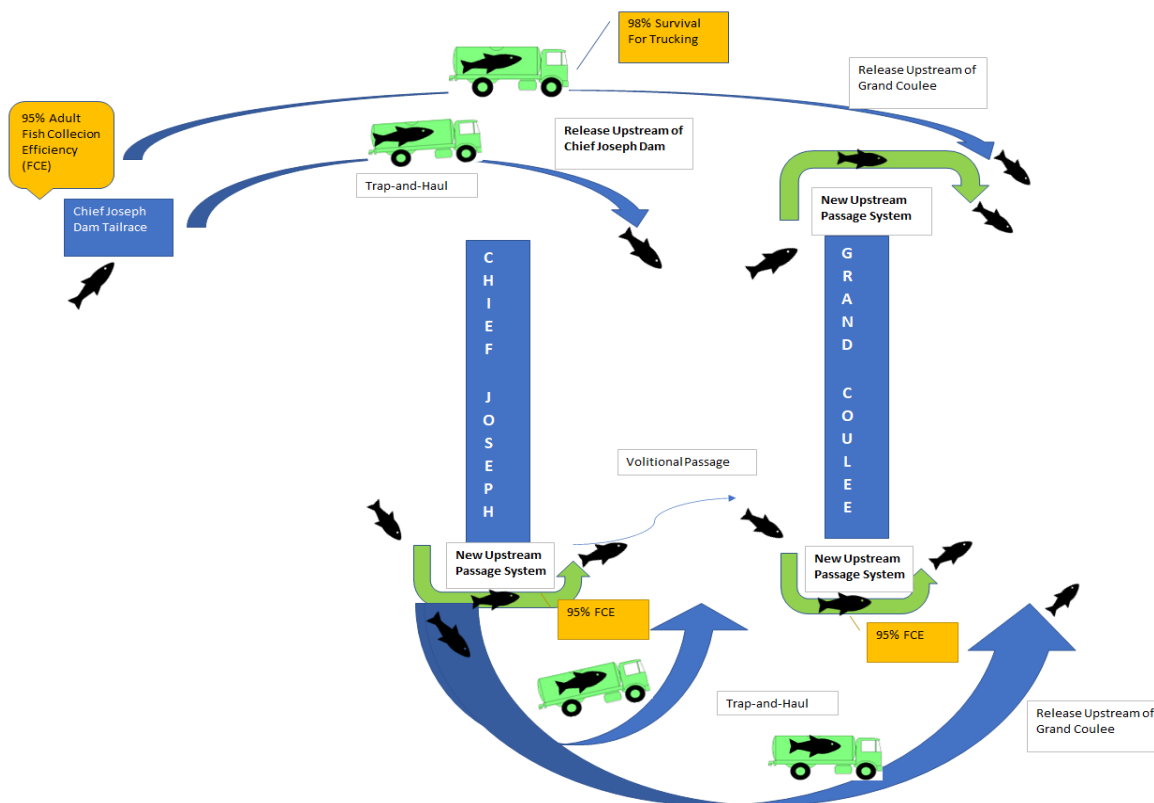 98% Survival
For Trucking
Release Upstream of
Grand Coulee
95% Adult
Fish Collecion
Efficiency
(FCE)
Release Upstream of
Chief Joseph Dam
Trap-and-Haul
Chief Joseph
Dam Tailrace
New Upstream
Passage System
C
H
I
E
F
J
O
S
E
P
H
G
R
A
N
D
C
O
U
L
E
E
Volitional Passage
New Upstream
Passage System
New Upstream
Passage System
95% FCE
95% FCE
Trap-and-Haul
Release Upstream of
Grand Coulee